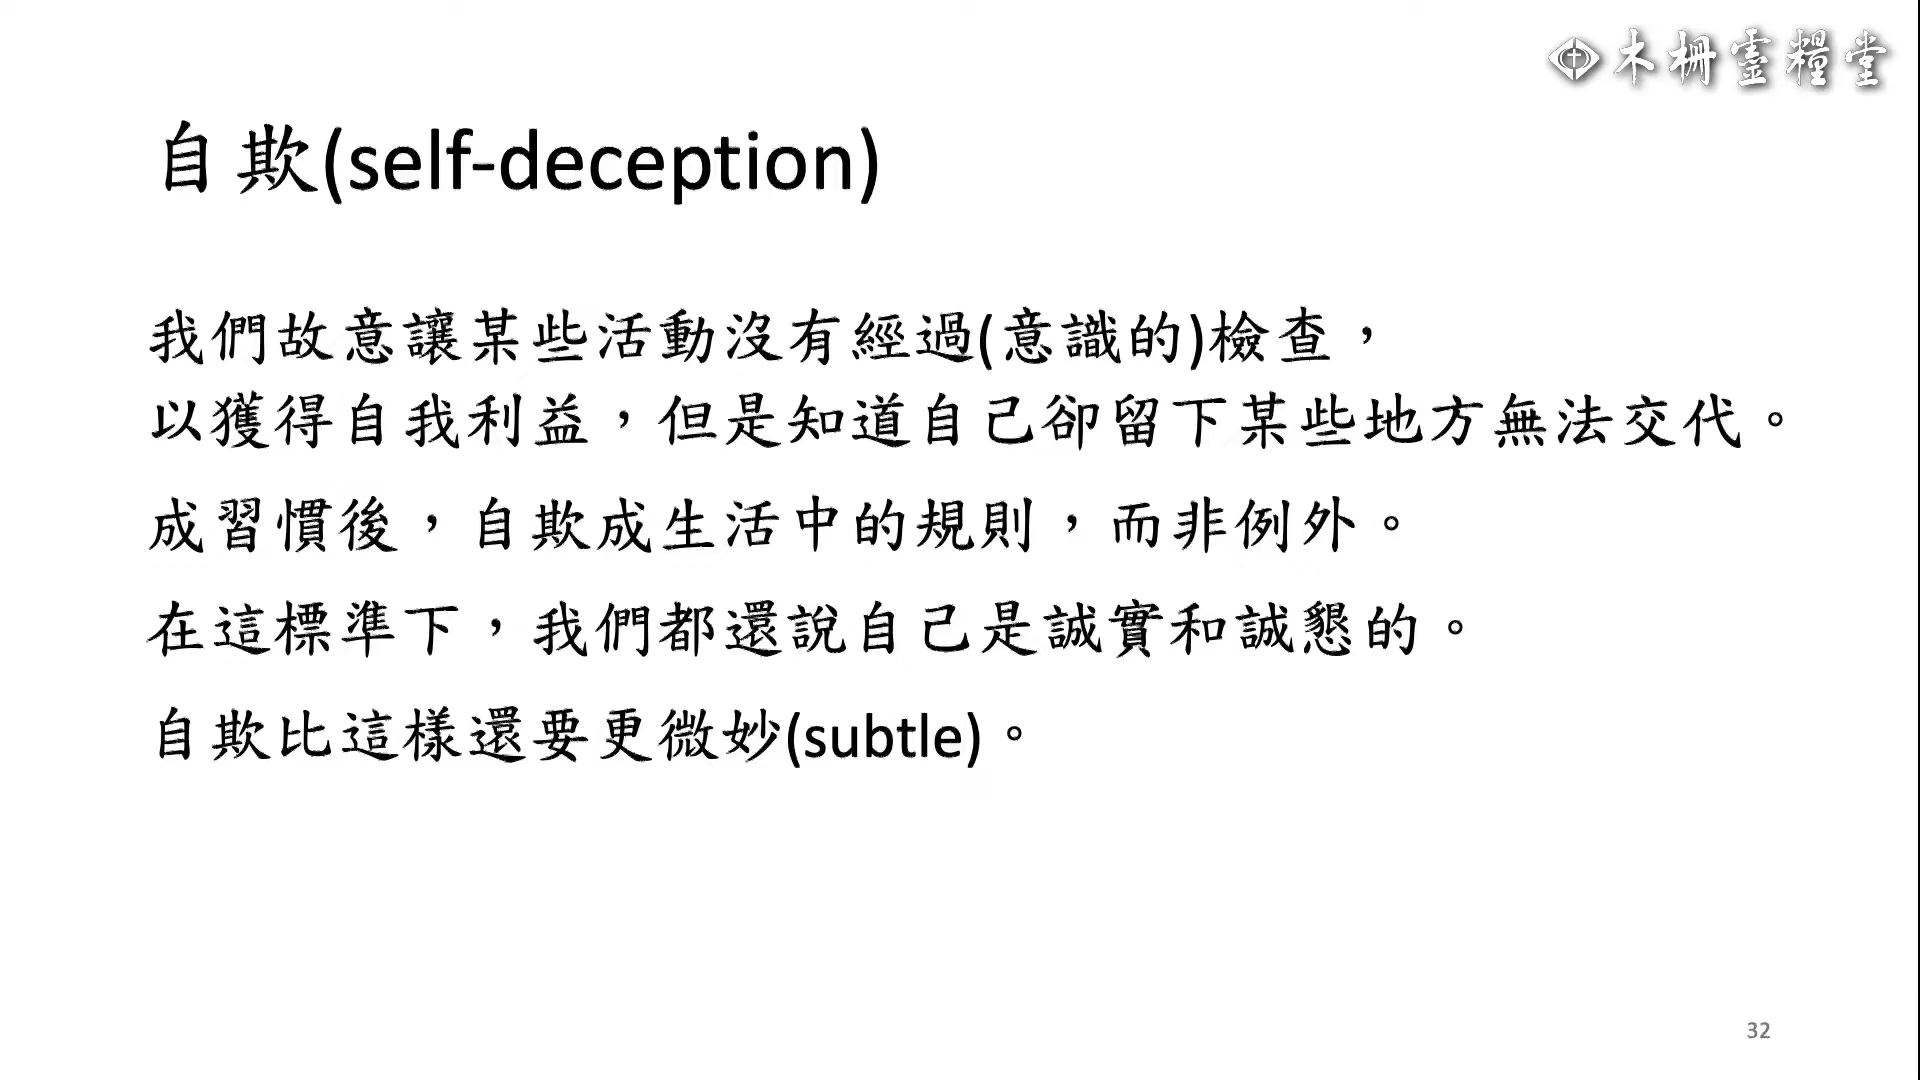 木柵靈糧堂
自欺(self-deception)
我們故意讓某些活動沒有經過(意識的)檢查，
以獲得自我利益，但是知道自己卻留下某些地方無法交代。
成習慣後，自欺成生活中的規則，而非例外。
在這標準下，我們都還說自己是誠實和誠懇的。
自欺比這樣還要更微妙(subtle)。
32